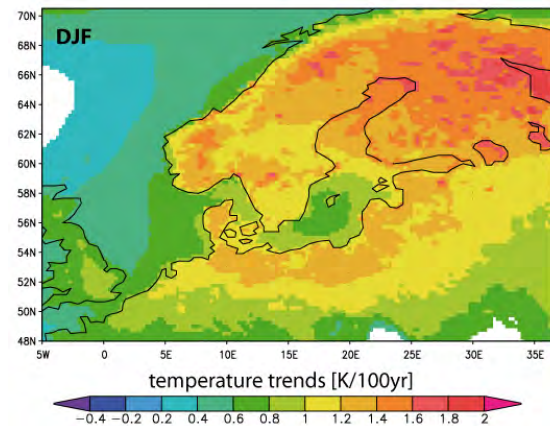 70N
DJF
68N
66N
64N
62N
60N
58N
56N
54N
52N
50N
48N
5W 0 5E 10E 15E 20E 25E 30E 35E
temperature trends [K/100yr]
-0.4 -0.2 0.2 0.4 0.6 0.8 1 1.2 1.4 1.6 1.8 2